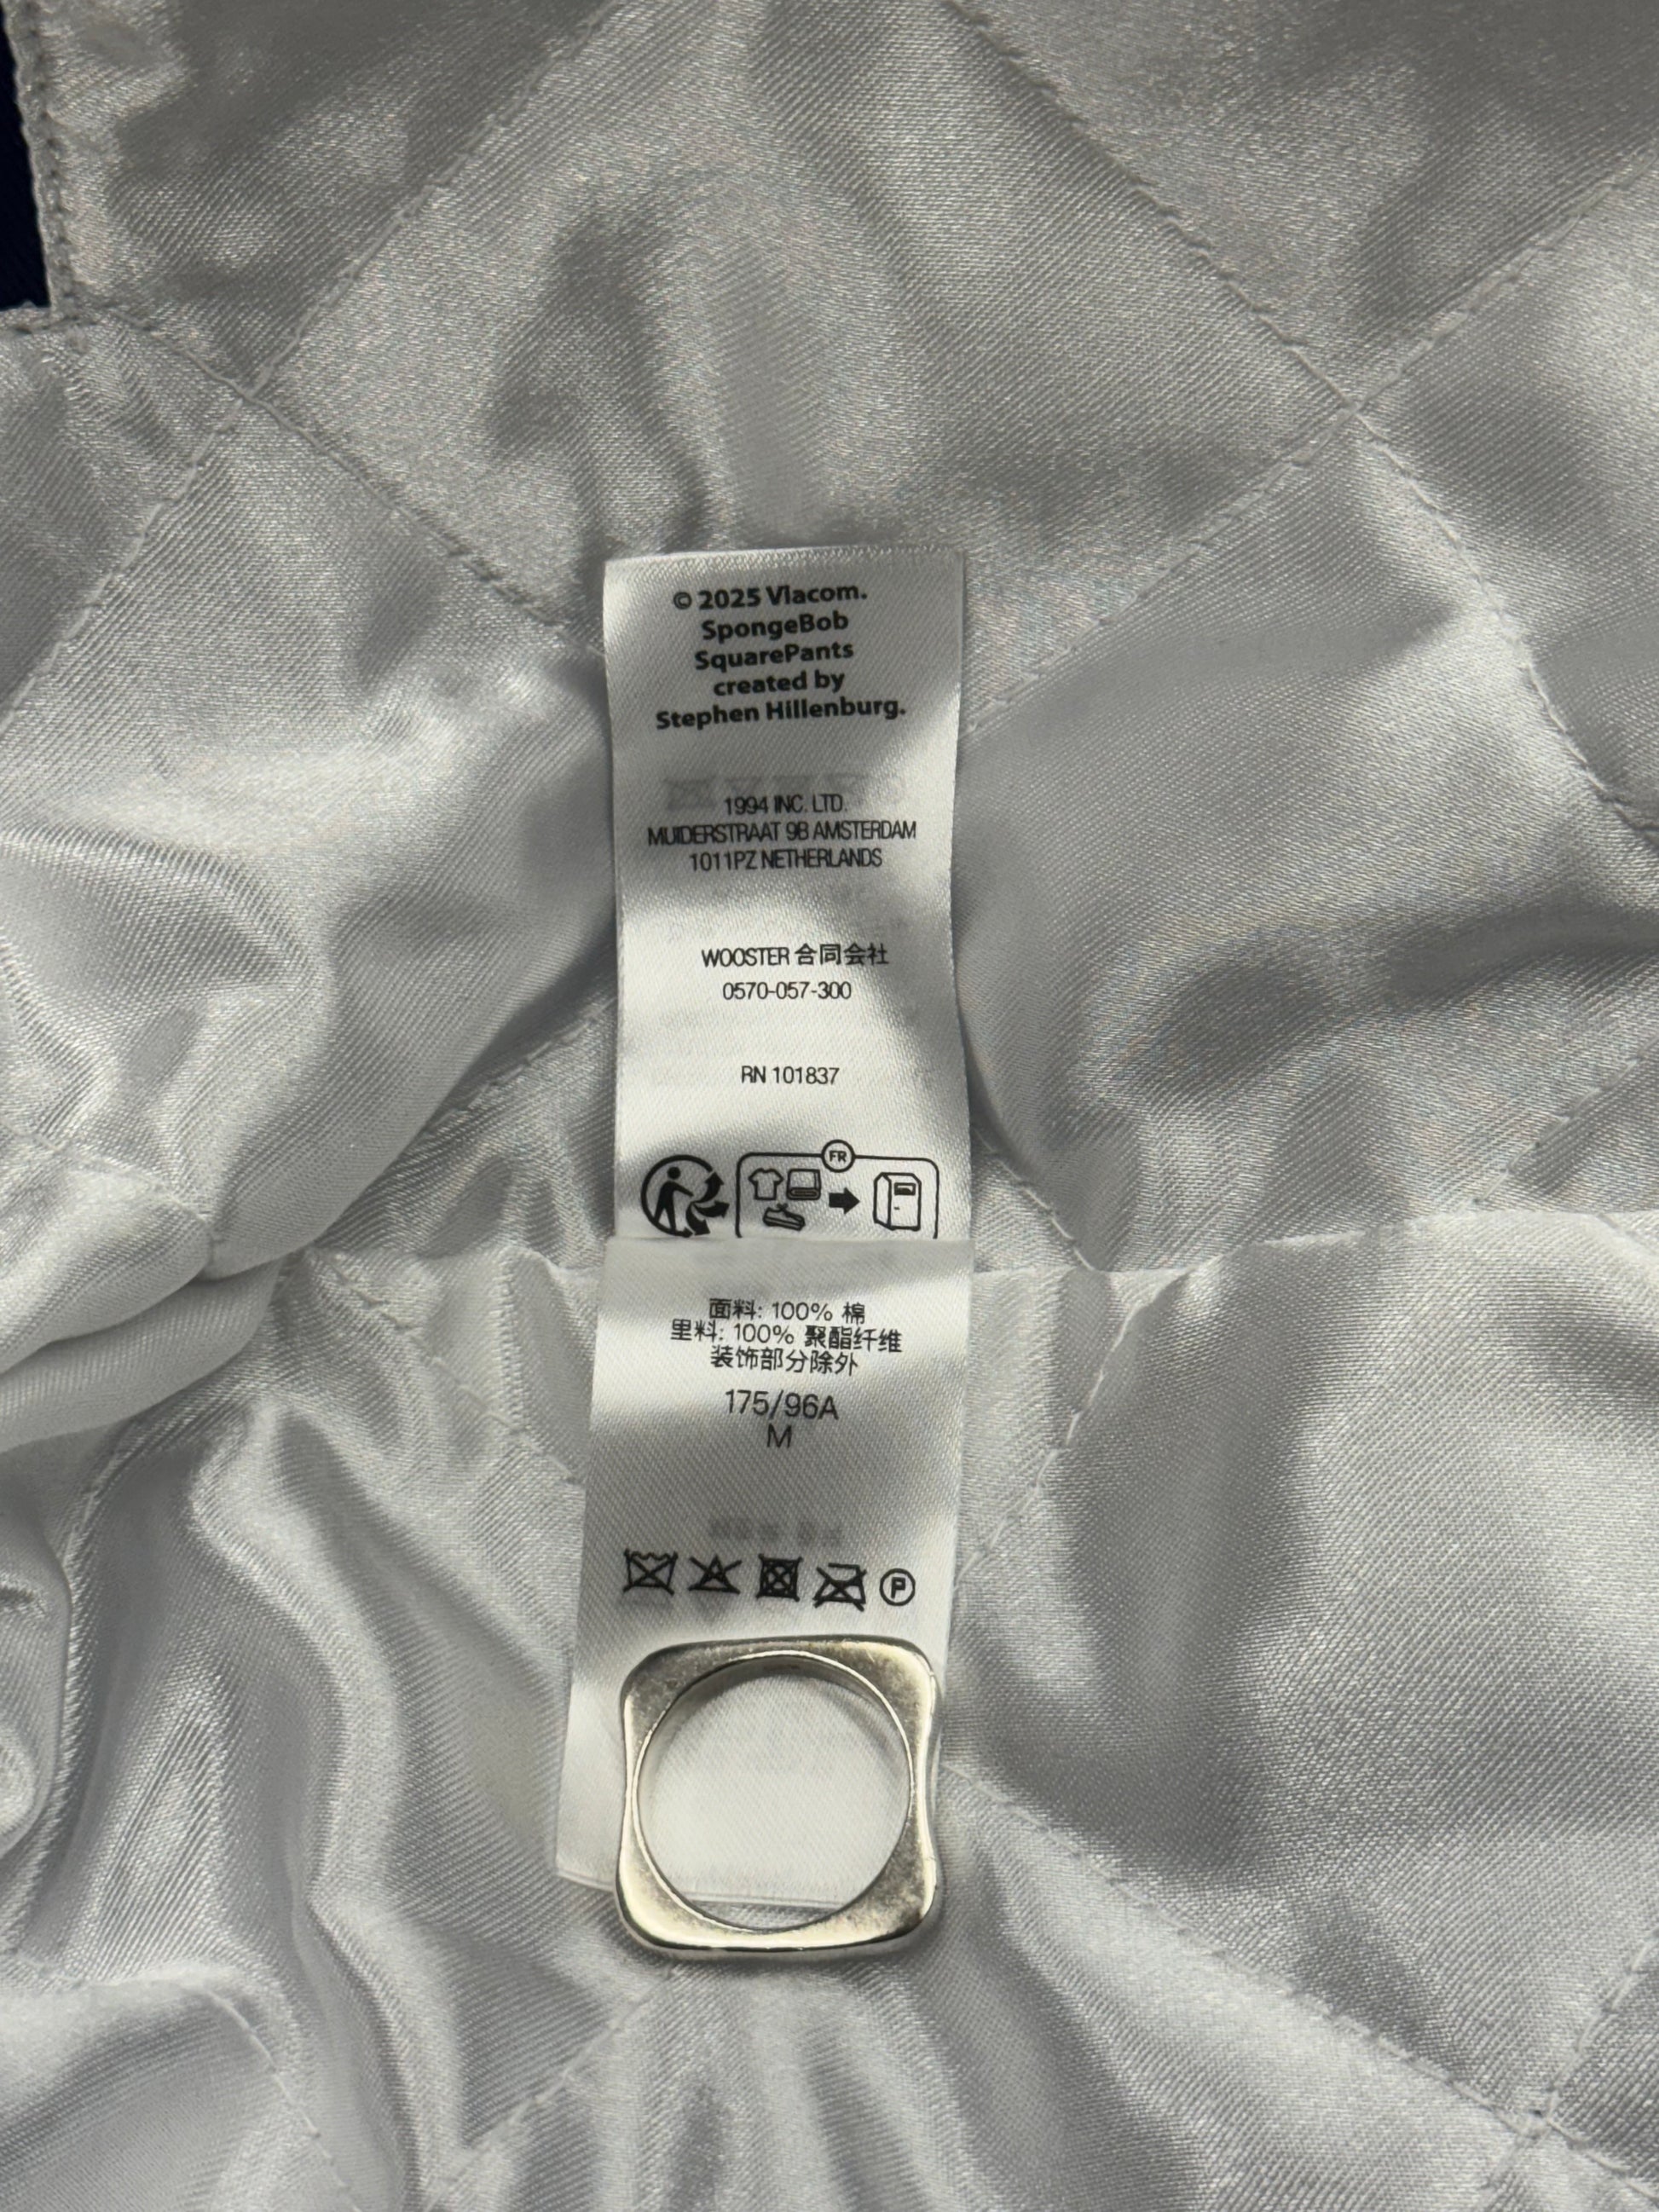 © 2025 Viacom.
SpongeBob
SquarePants
created by
Stephen Hillenburg.
1994 INC. LTD.
MUIDERSTRAAT 9B AMSTERDAM
1011PZ NETHERLANDS
WOOSTER 合同会社
0570-057-300
RN 101837
FR
面料: 100% 棉
里料: 100% 聚酯纤维
装饰部分除外
175/96A
M
P